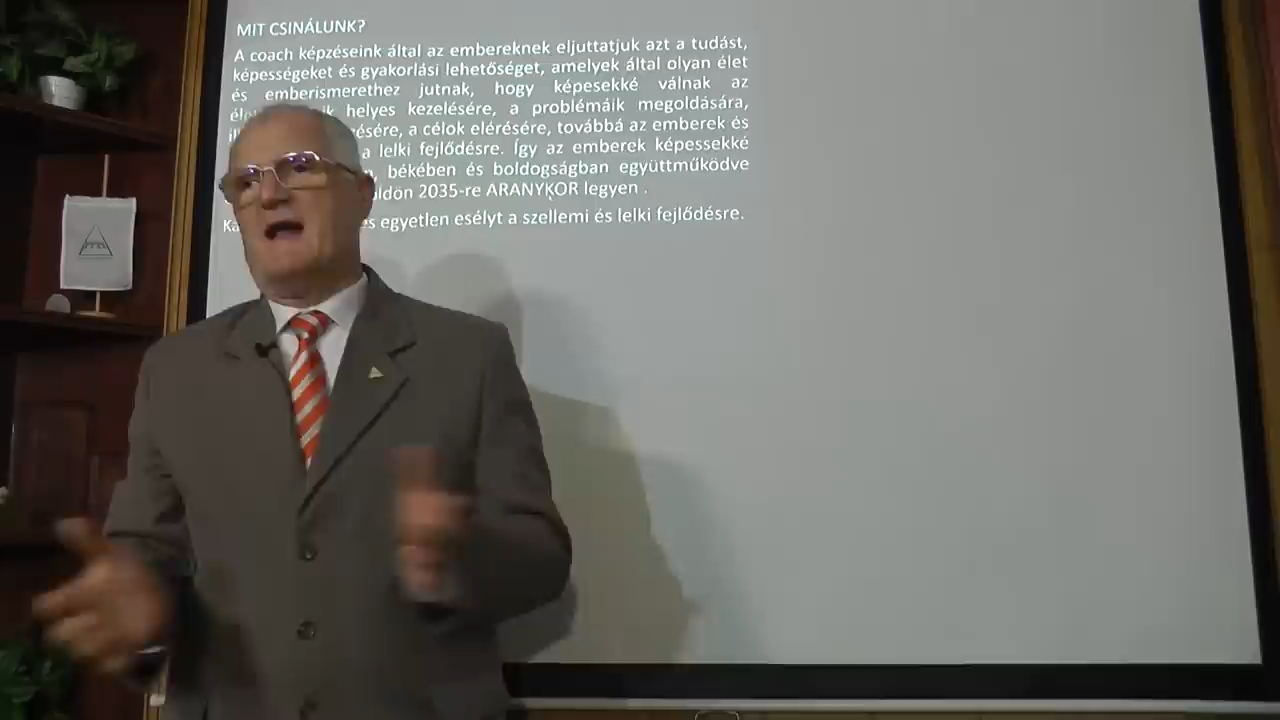 MIT CSINÁLUNK?
A coach képzéseink által az embereknek eljuttatjuk azt a tudást,
képességeket és gyakorlási lehetőséget, amelyek által olyan élet
és emberismerethez jutnak, hogy képesekké válnak az
helyes kezelésére, a problémáik megoldására,
a célok elérésére, továbbá az emberek és
a lelki fejlődésre. Így az emberek képessekké
békében és boldogságban együttműködve
2035-re ARANYKOR legyen .
egyetlen esélyt a szellemi és lelki fejlődésre.